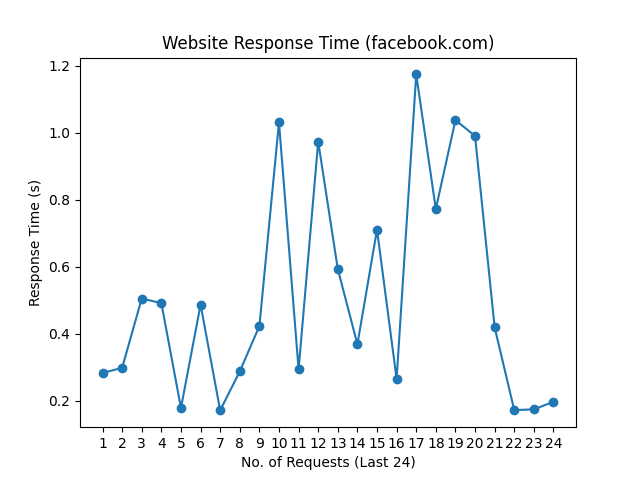 Website Response Time (facebook.com)
1.2
1.0
0.8
0.6
0.4
0.2
Response Time (s)
1 2 3 4 5 6 7 8 9 10 11 12 13 14 15 16 17 18 19 20 21 22 23 24
No. of Requests (Last 24)